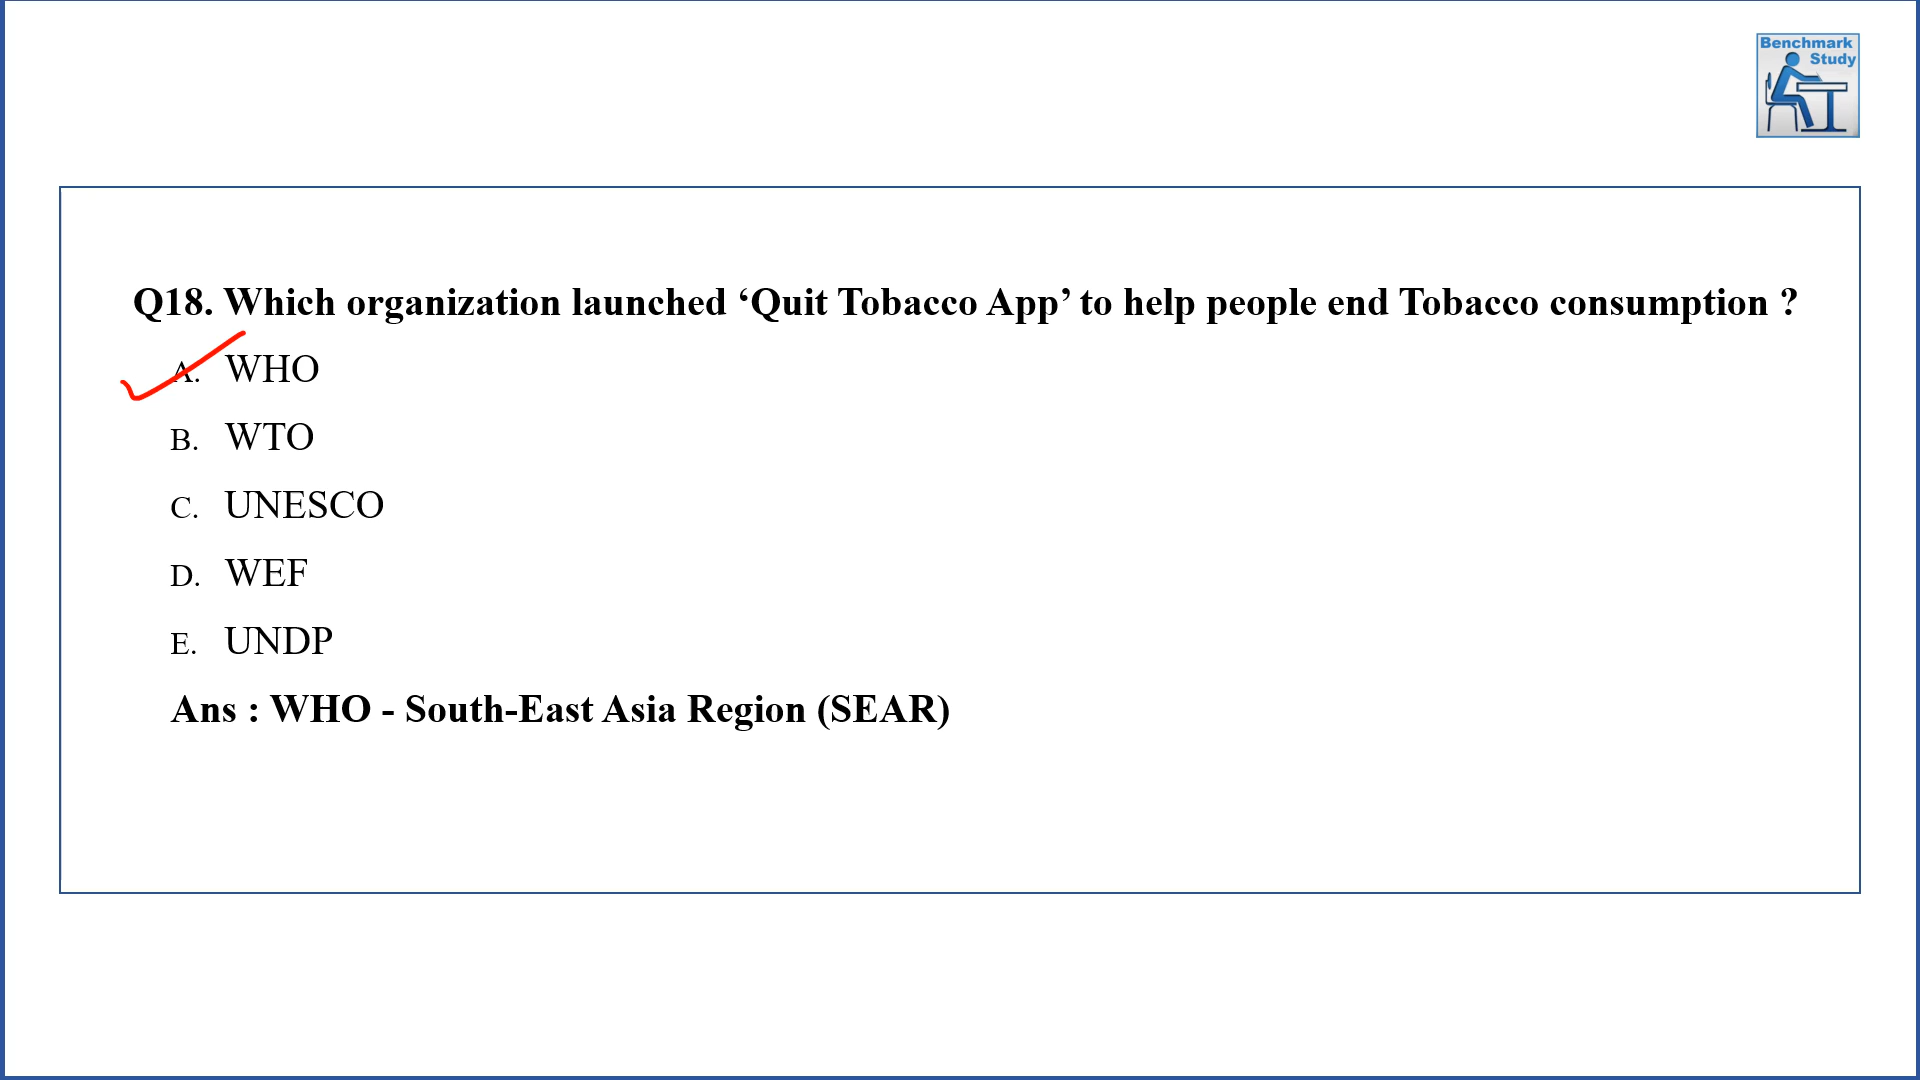 Benchmark
Study
Q18. Which organization launched ‘Quit Tobacco App’ to help people end Tobacco consumption ?
A. WHO
B. WTO
C. UNESCO
D. WEF
E. UNDP
Ans : WHO - South-East Asia Region (SEAR)